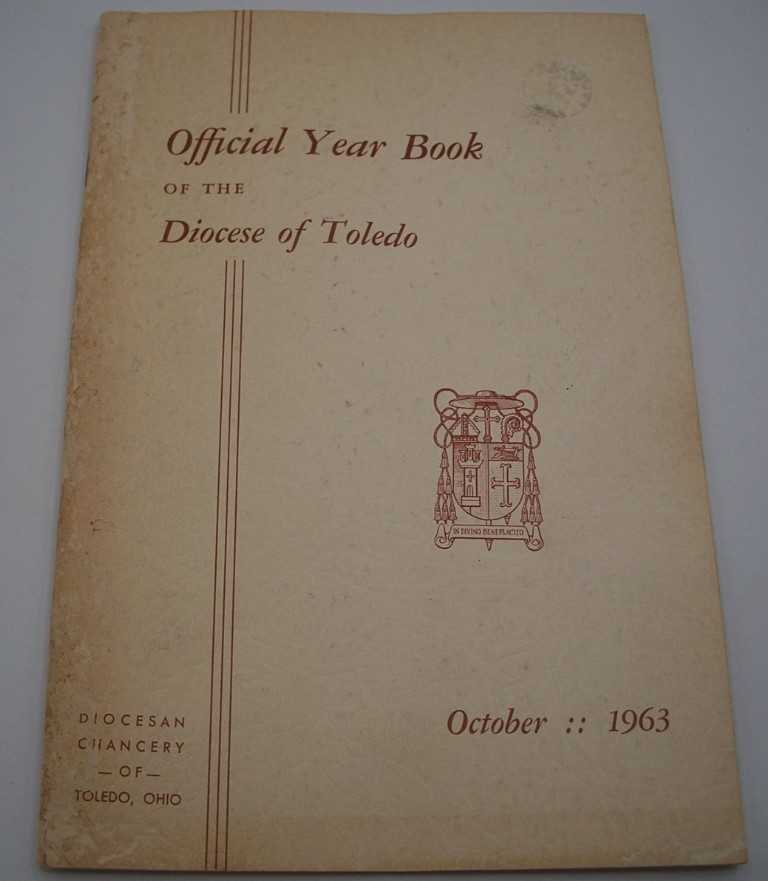 Official Year Book
OF THE
Diocese of Toledo
IN DIVINO BENEPLACITO
October :: 1963
DIOCESAN
CHANCERY
—OF—
TOLEDO, OHIO